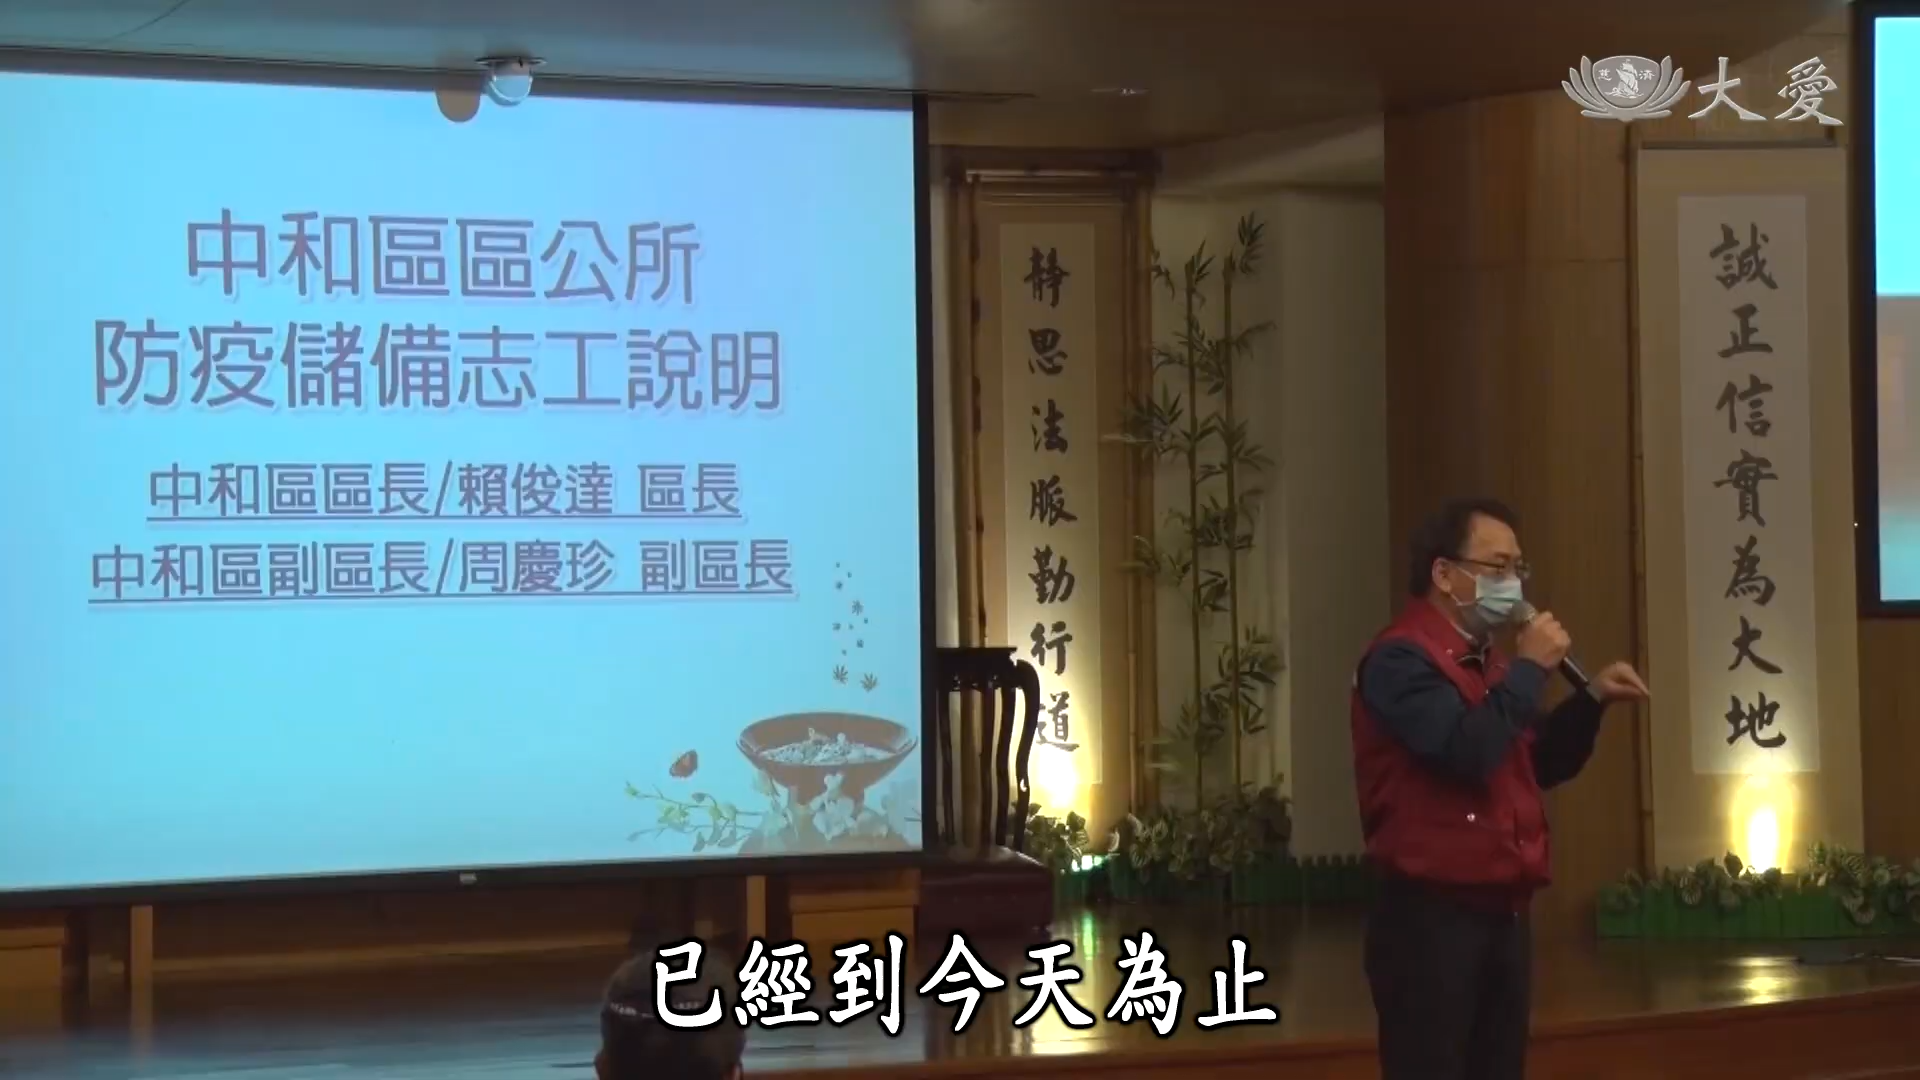 慈濟
大愛
中和區區公所
防疫儲備志工說明
中和區區長/賴俊達 區長
中和區副區長/周慶珍 副區長
靜思法脈勤行道
誠正信實為大地
已經到今天為止